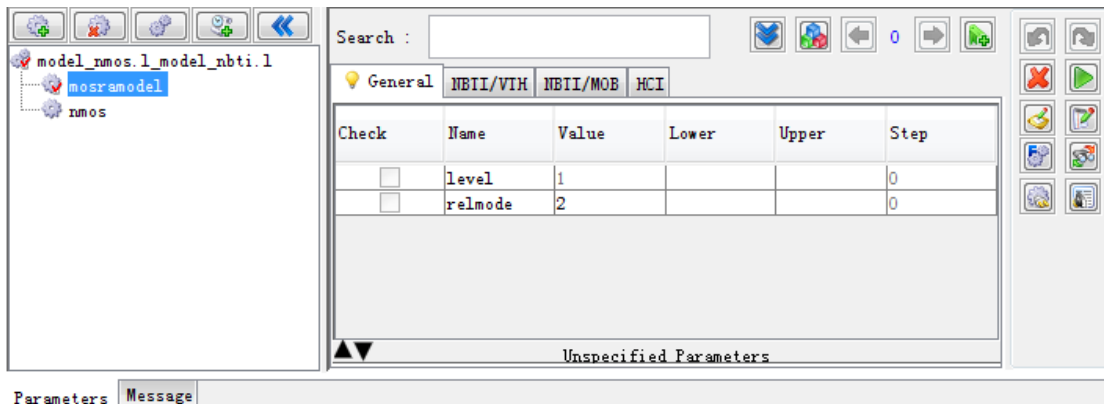 Search :
0
model_nmos.l_model_nbti.l
mosramodel
nmos
General NBTI/VTH NBTI/MOB HCI
Check Name Value Lower Upper Step
level 1 0
relmode 2 0
Unspecified Parameters
Parameters Message